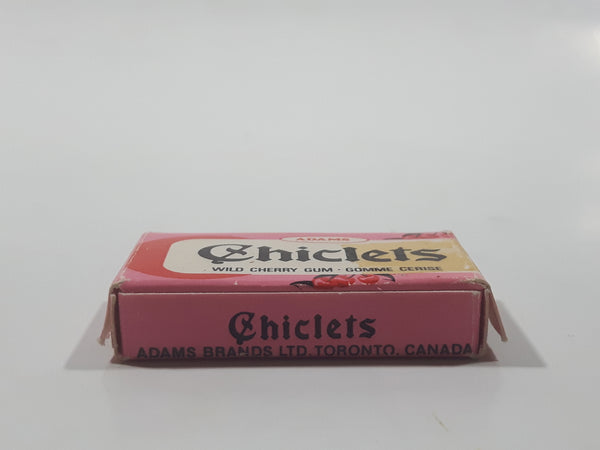 ADAMS
Chiclets
WILD CHERRY GUM · GOMME CERISE
Chiclets
ADAMS BRANDS LTD. TORONTO, CANADA